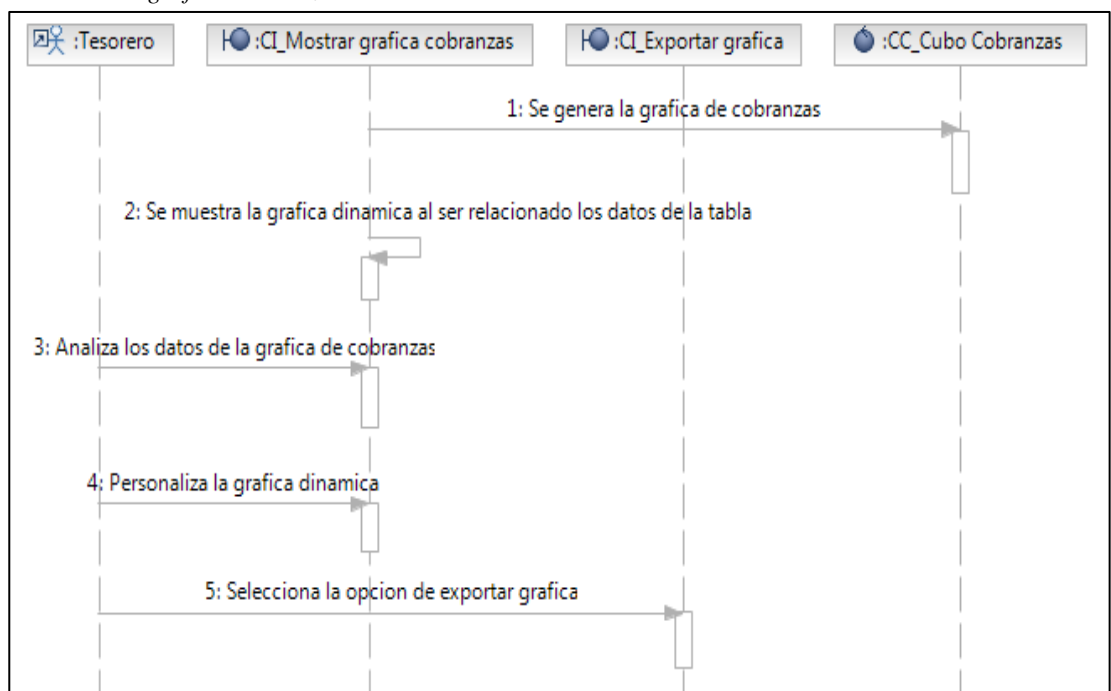 :Tesorero
:CI_Mostrar grafica cobranzas
:CI_Exportar grafica
:CC_Cubo Cobranzas
1: Se genera la grafica de cobranzas
2: Se muestra la grafica dinamica al ser relacionado los datos de la tabla
3: Analiza los datos de la grafica de cobranzas
4: Personaliza la grafica dinamica
5: Selecciona la opcion de exportar grafica